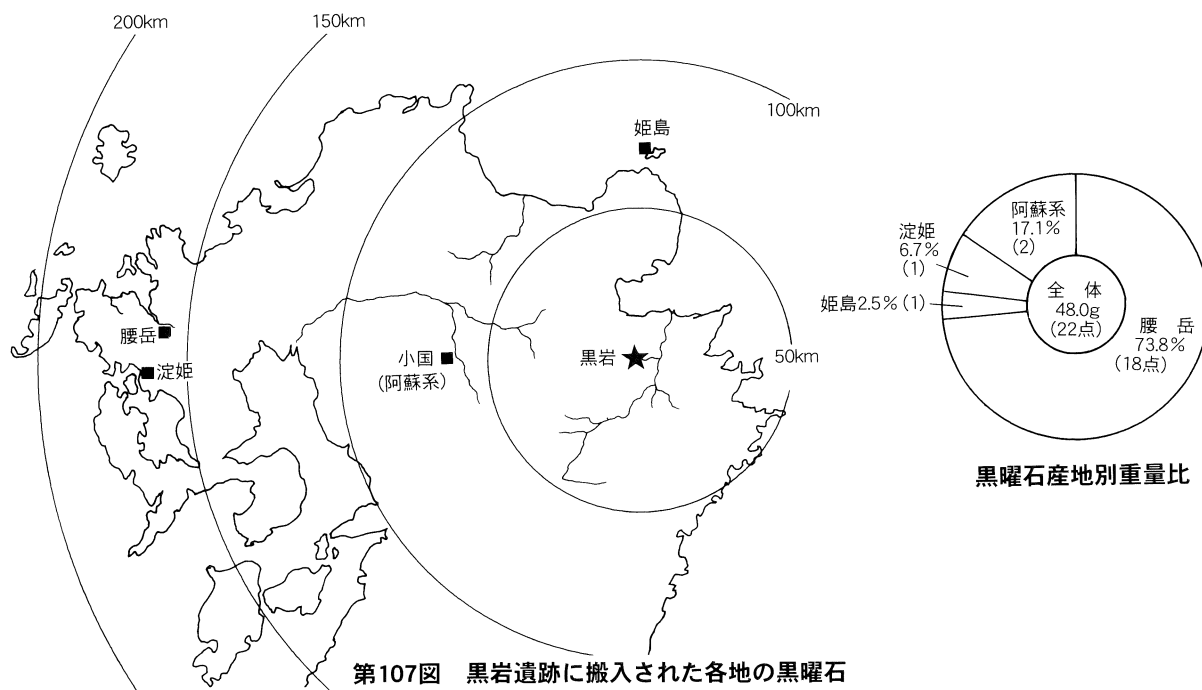 200km
150km
100km
姫島
腰岳
淀姫
小国
(阿蘇系)
黒岩
50km
阿蘇系
17.1%
(2)
淀姫
6.7%
(1)
姫島2.5%(1)
全 体
48.0g
(22点)
腰 岳
73.8%
(18点)
黒曜石産地別重量比
第107図 黒岩遺跡に搬入された各地の黒曜石